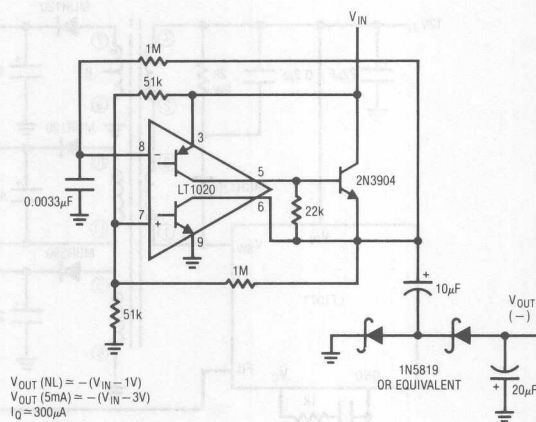 V_IN
1M
51k
3
8
−
5
2N3904
LT1020
6
22k
0.0033µF
7
+
9
1M
51k
+
10µF
V_OUT
(−)
1N5819
OR EQUIVALENT
20µF
+
V_OUT (NL) ≃ −(V_IN − 1V)
V_OUT (5mA) ≃ −(V_IN − 3V)
I_Q ≃ 300µA